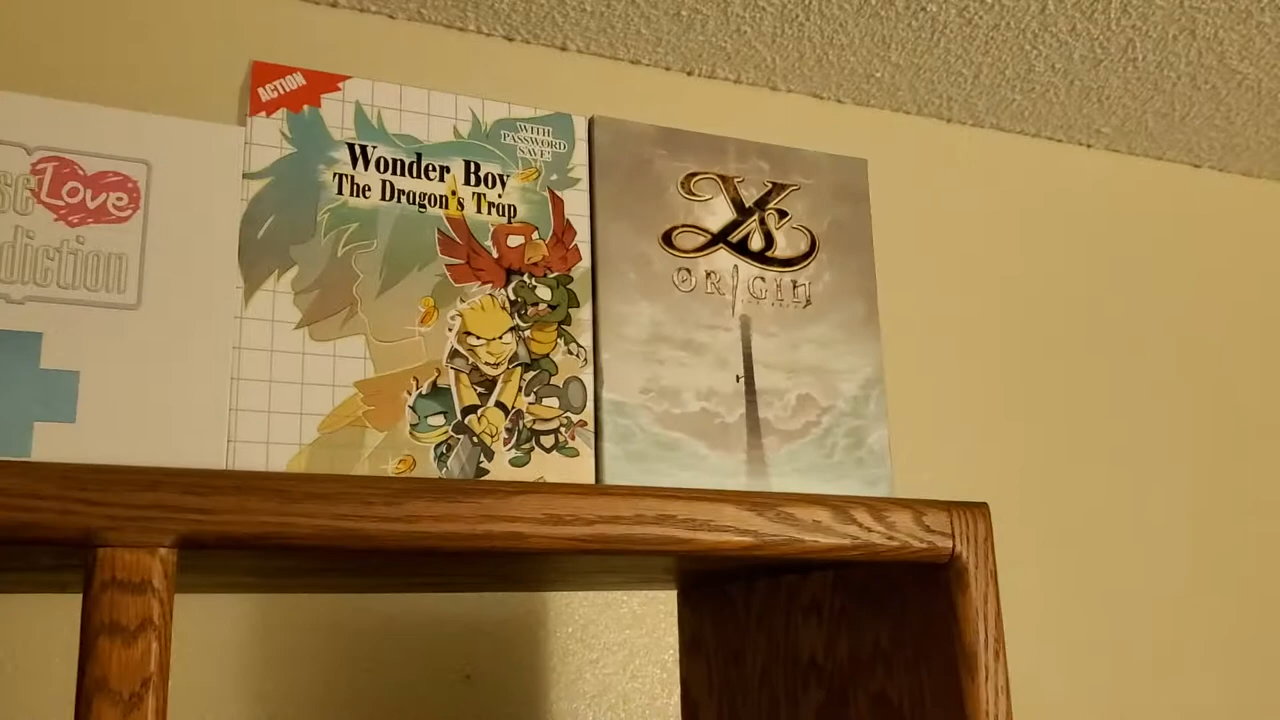 Love
diction
ACTION
WITH
PASSWORD
SAVE!
Wonder Boy
The Dragon's Trap
Ys
ORIGIN